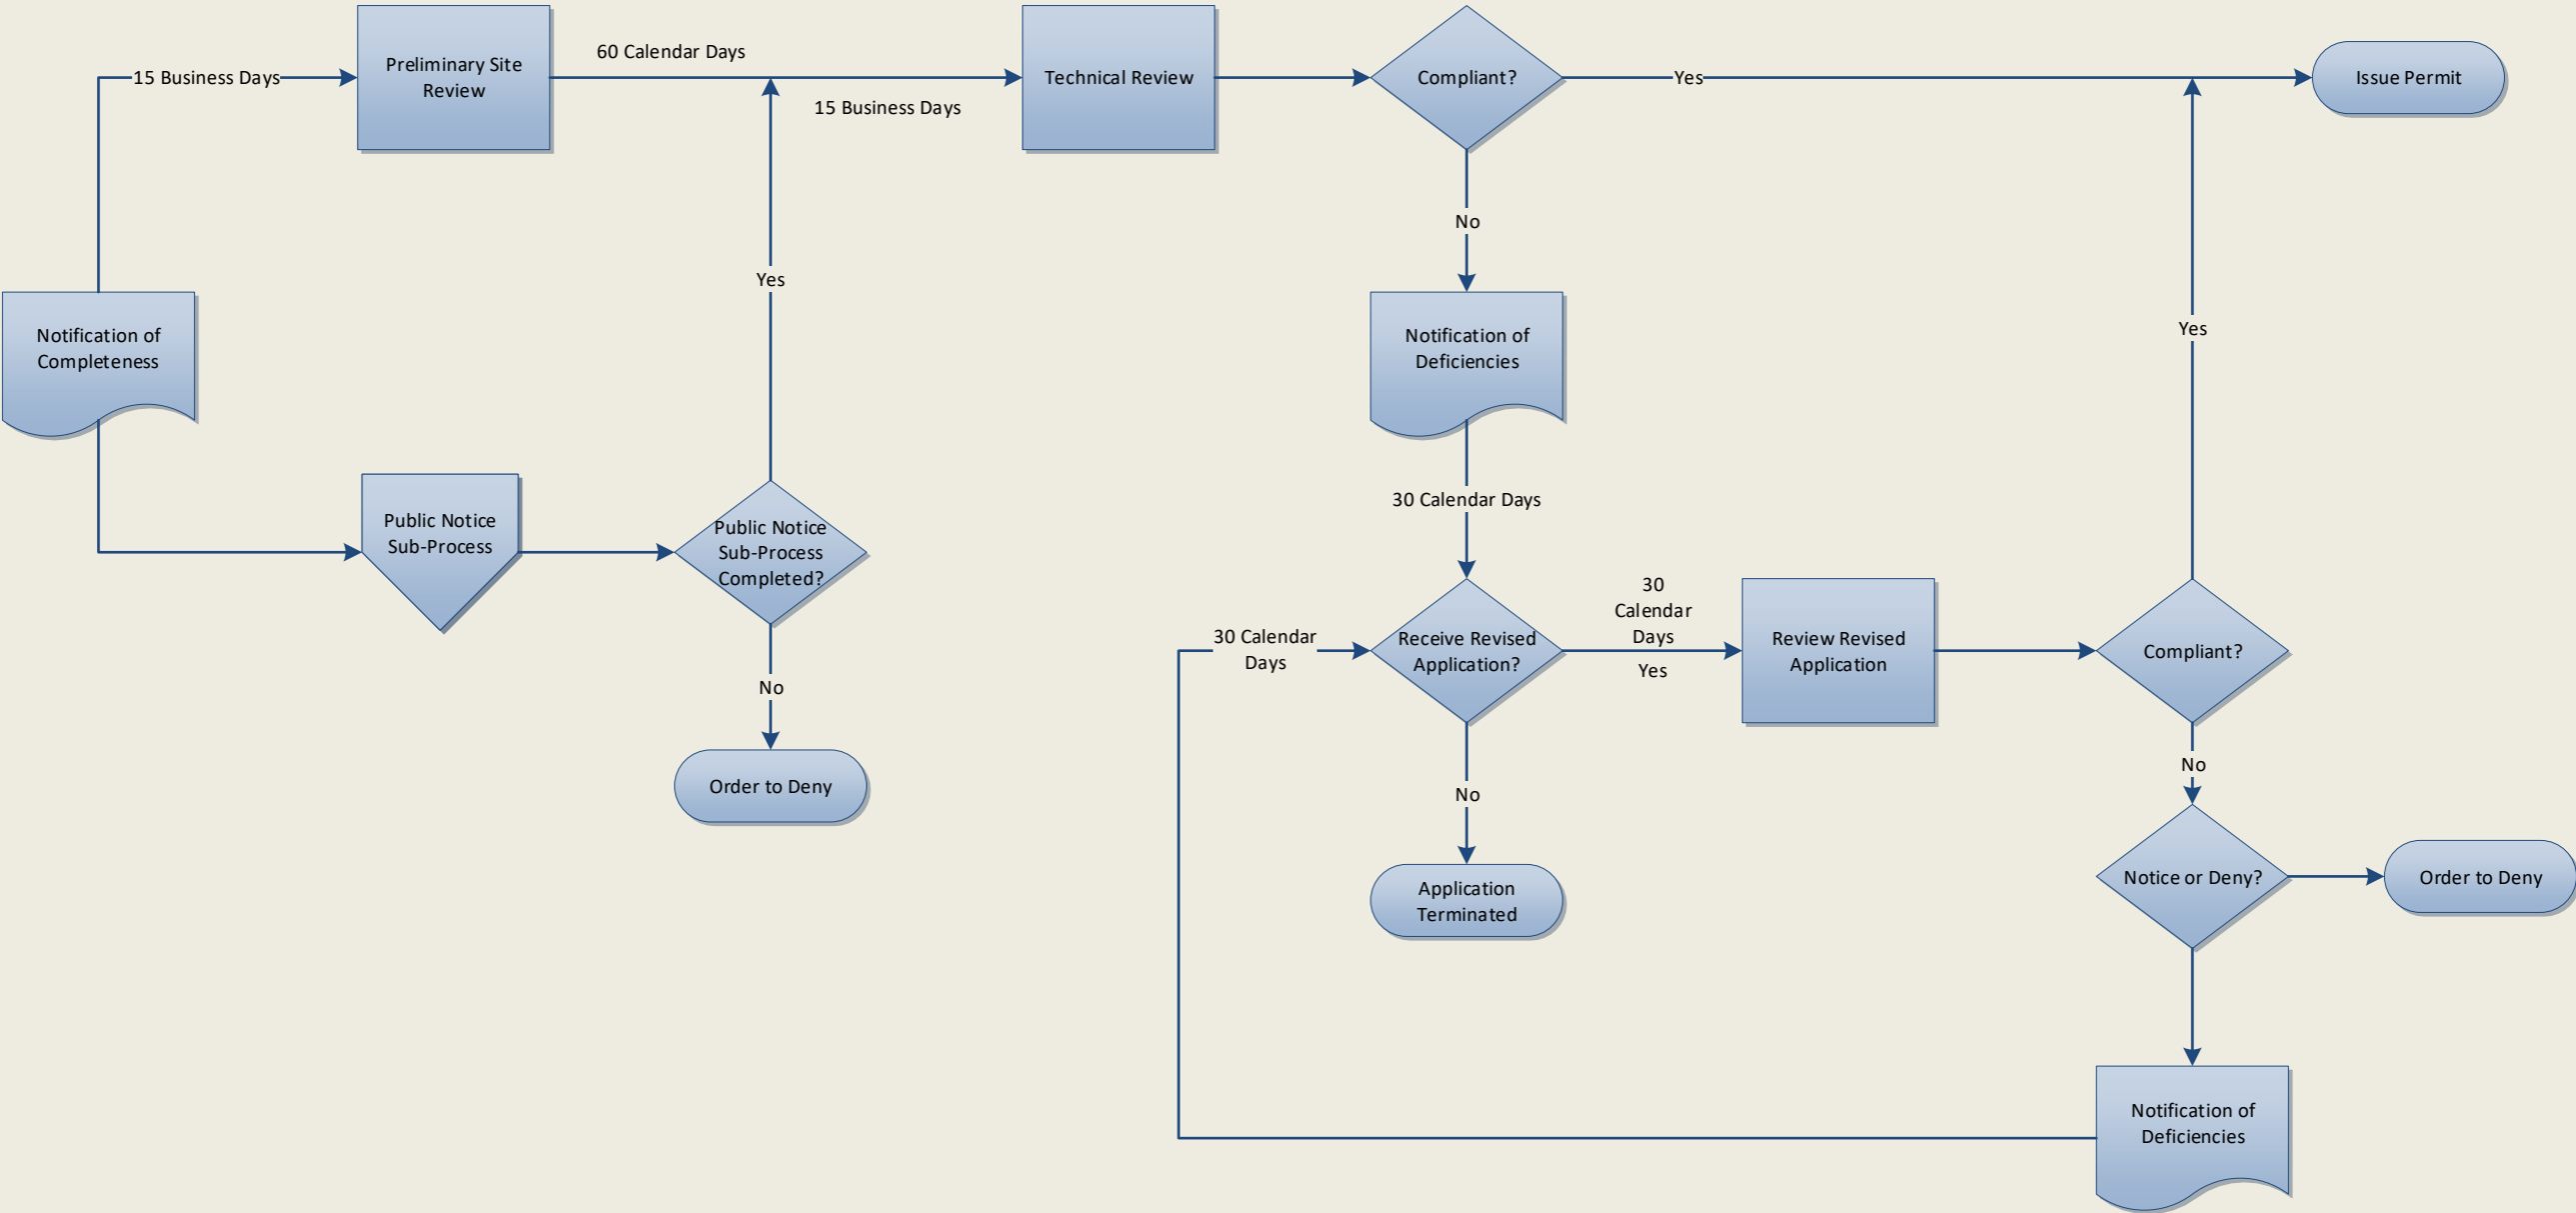 15 Business Days
Preliminary Site
Review
60 Calendar Days
15 Business Days
Technical Review
Compliant?
Yes
Issue Permit
No
Yes
Notification of
Completeness
Notification of
Deficiencies
Yes
30 Calendar Days
Public Notice
Sub-Process
Public Notice
Sub-Process
Completed?
30 Calendar
Days
Receive Revised
Application?
30
Calendar
Days
Yes
Review Revised
Application
Compliant?
No
Order to Deny
No
Application
Terminated
No
Notice or Deny?
Order to Deny
Notification of
Deficiencies